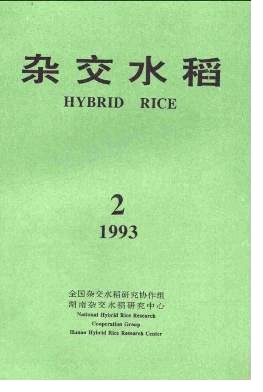 杂交水稻
HYBRID RICE
2
1993
全国杂交水稻研究协作组
湖南杂交水稻研究中心
National Hybrid Rice Research
Cooperation Group
Hunan Hybrid Rice Research Center